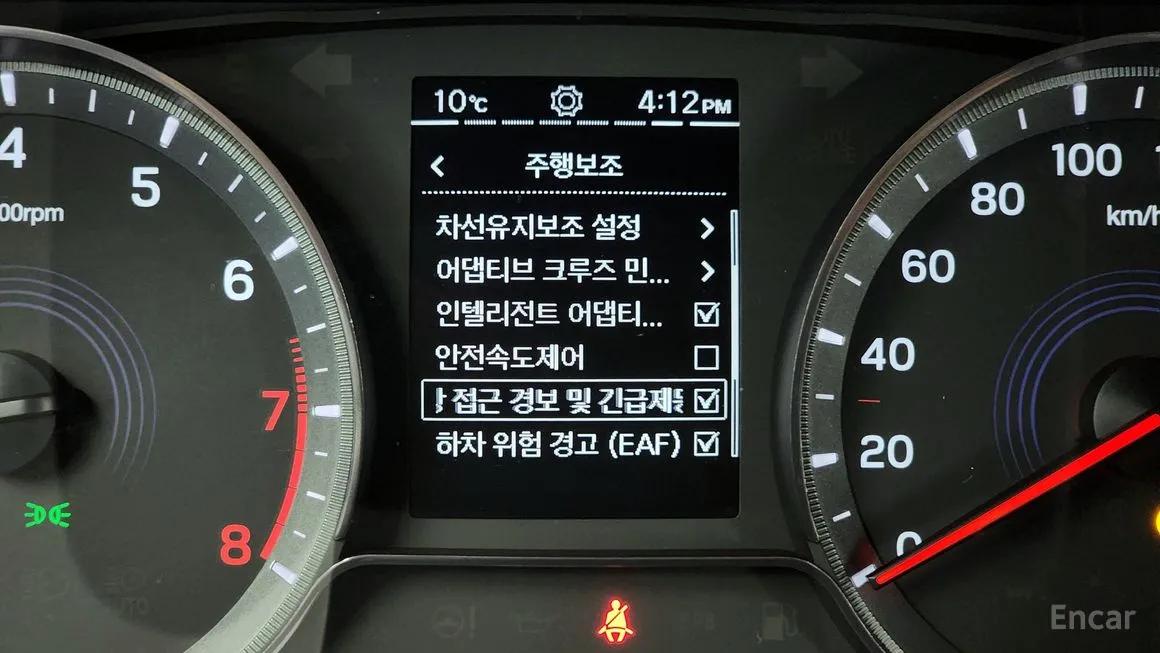 10℃ 4:12PM
주행보조
차선유지보조 설정
어댑티브 크루즈 민...
인텔리전트 어댑티...
안전속도제어
접근 경보 및 긴급제
하차 위험 경고 (EAF)
4
5
00rpm
6
7
8
100
80
km/h
60
40
20
0
Encar